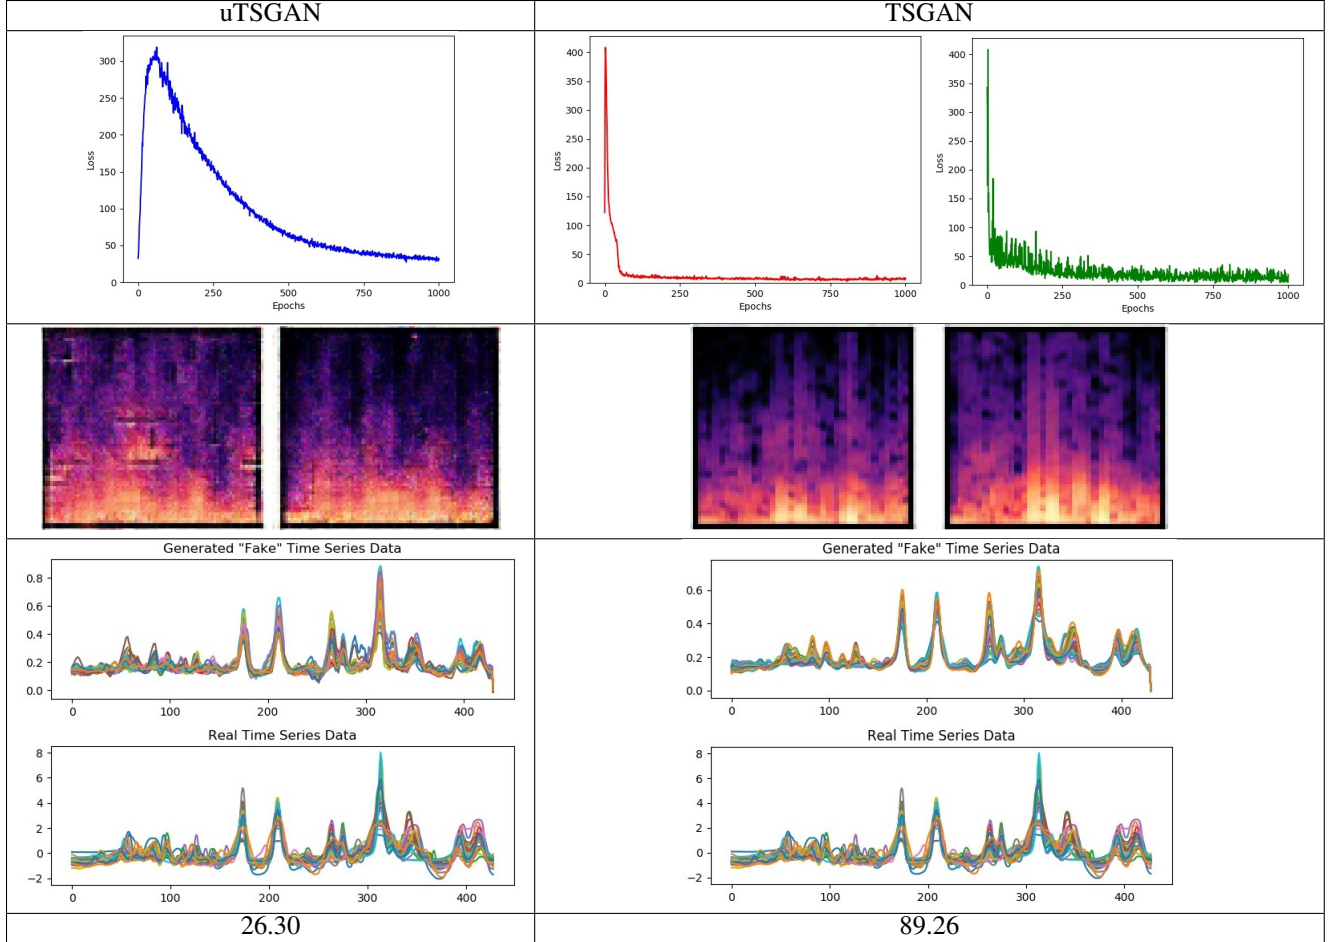 uTSGAN
TSGAN
300
250
200
150
100
50
0
Loss
0 250 500 750 1000
Epochs
400
350
300
250
200
150
100
50
0
Loss
0 250 500 750 1000
Epochs
400
350
300
250
200
150
100
50
0
Loss
0 250 500 750 1000
Epochs
Generated "Fake" Time Series Data
0.8
0.6
0.4
0.2
0.0
0 100 200 300 400
Real Time Series Data
8
6
4
2
0
−2
0 100 200 300 400
Generated "Fake" Time Series Data
0.6
0.4
0.2
0.0
0 100 200 300 400
Real Time Series Data
8
6
4
2
0
−2
0 100 200 300 400
26.30
89.26